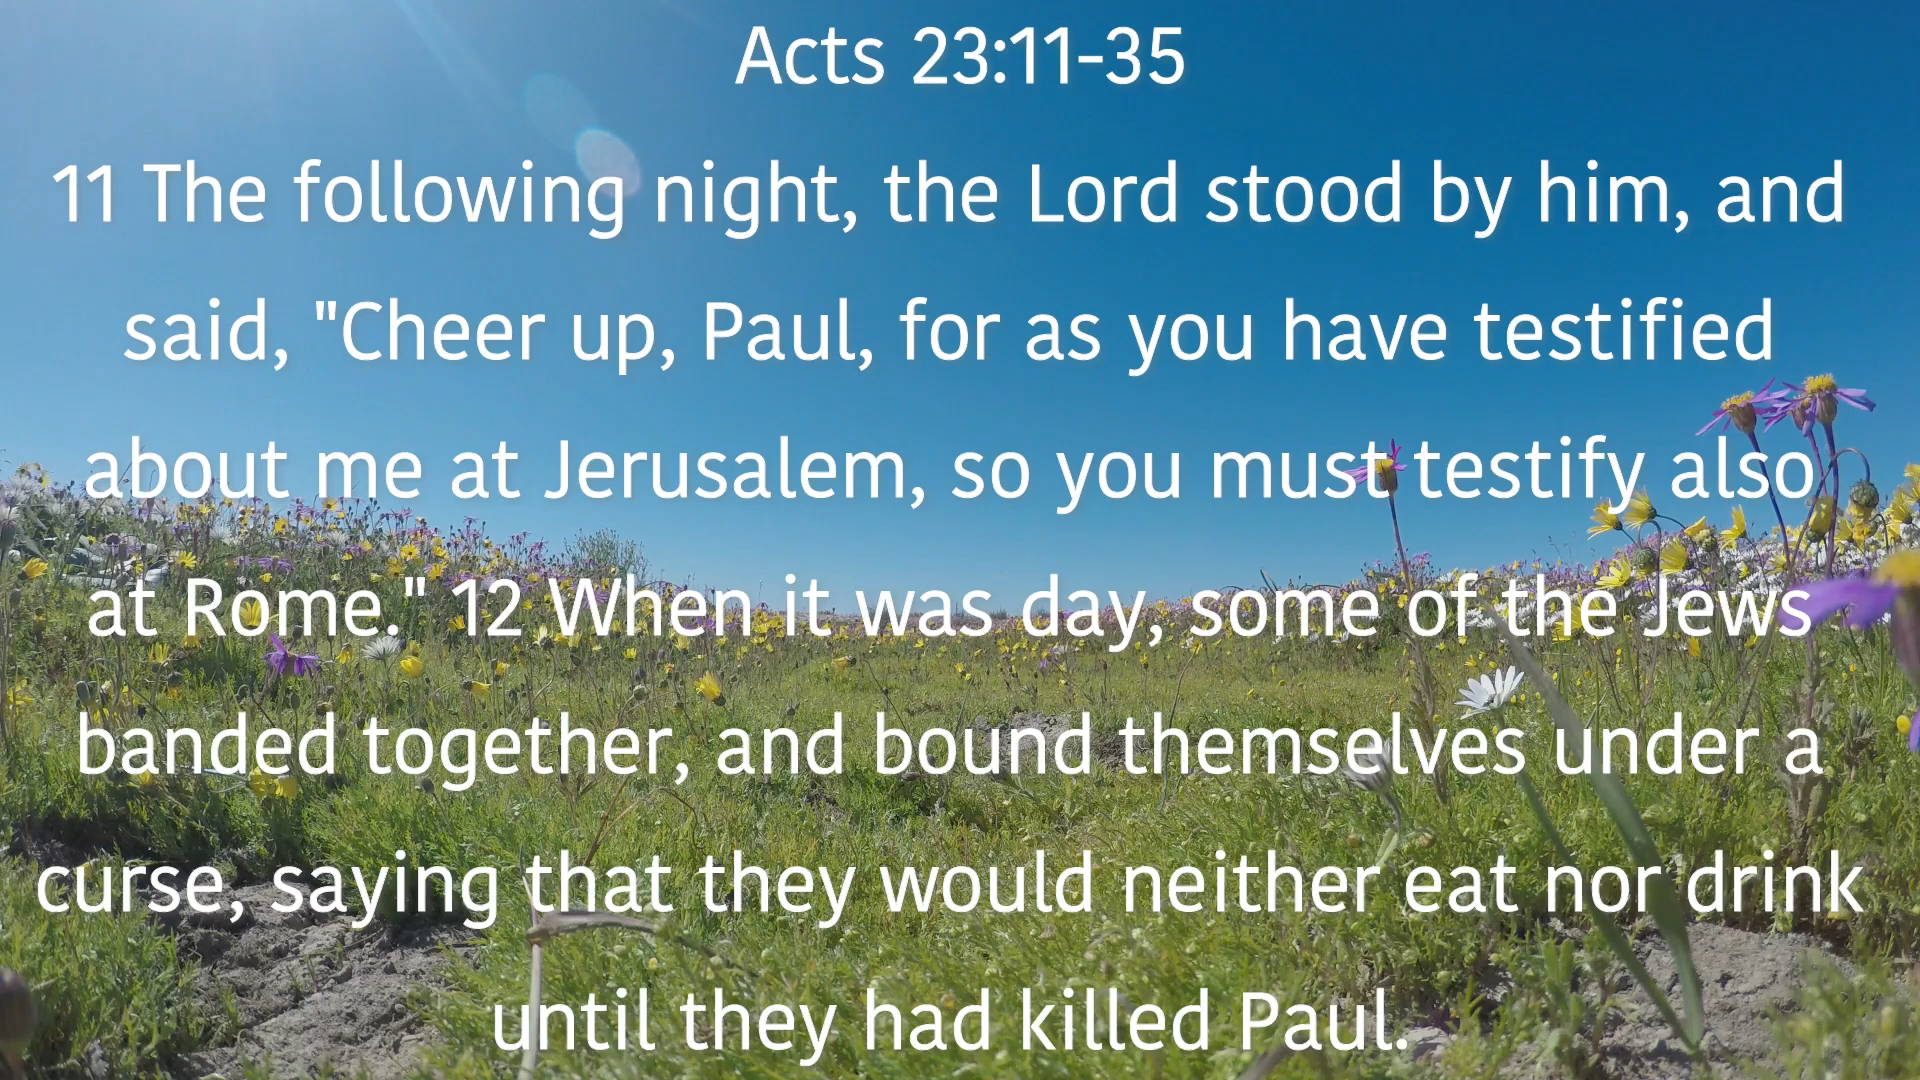 Acts 23:11-35
11 The following night, the Lord stood by him, and
said, "Cheer up, Paul, for as you have testified
about me at Jerusalem, so you must testify also
at Rome." 12 When it was day, some of the Jews
banded together, and bound themselves under a
curse, saying that they would neither eat nor drink
until they had killed Paul.